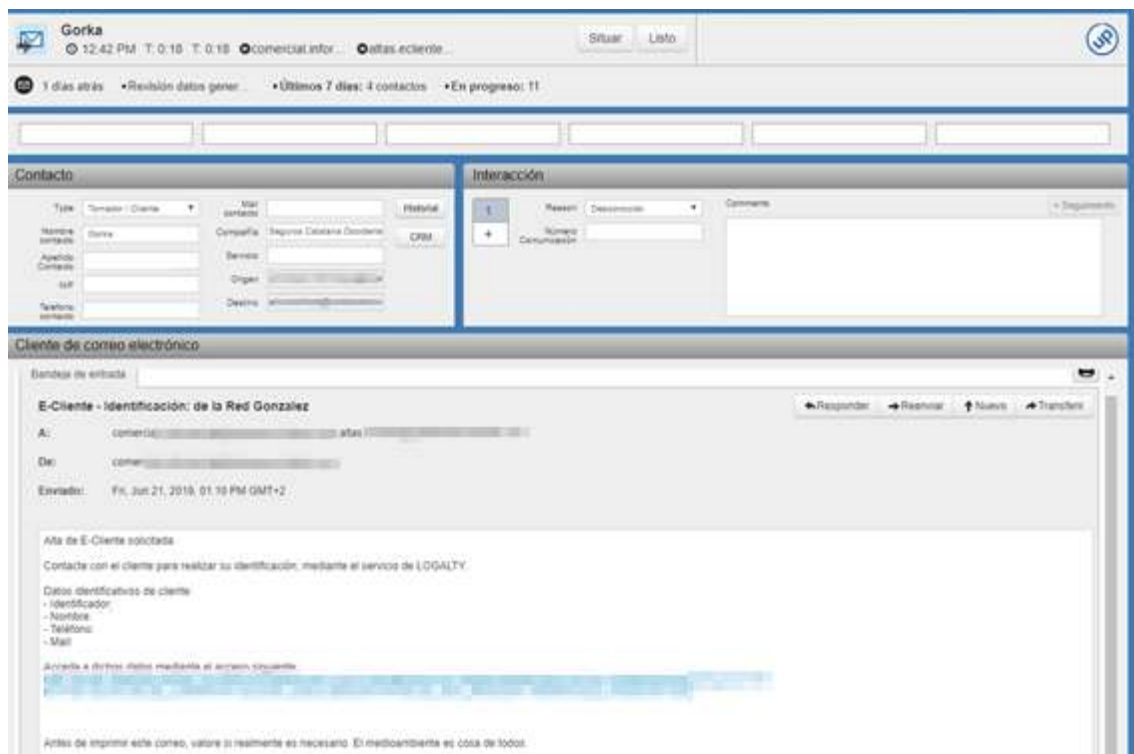 Gorka
12:42 PM T: 0:18 T: 0:18 comercial.infor... altas ecliente...
Situar Listo
1 días atrás •Revisión datos gener... •Últimos 7 días: 4 contactos •En progreso: 11
Contacto
Interacción
Type Tomador / Cliente Mail contacto Historial
1 Reason Desconocido Comments + Seguimiento
Nombre contacto Gorka Compañía Seguros Catalana Occidente CRM
+ Número Comunicación
Apellido Contacto Servicio
NIF Origen
Teléfono contacto Destino
Cliente de correo electrónico
Bandeja de entrada
E-Cliente - Identificación: de la Red Gonzalez
Responder Reenviar Nuevo Transferir
A: altas
De:
Enviado: Fri, Jun 21, 2019, 01:10 PM GMT+2
Alta de E-Cliente solicitada
Contacte con el cliente para realizar su identificación, mediante el servicio de LOGALTY.
Datos identificativos de cliente
- Identificador:
- Nombre:
- Teléfono:
- Mail:
Acceda a dichos datos mediante el acceso siguiente:
Antes de imprimir este correo, valore si realmente es necesario. El medioambiente es cosa de todos.